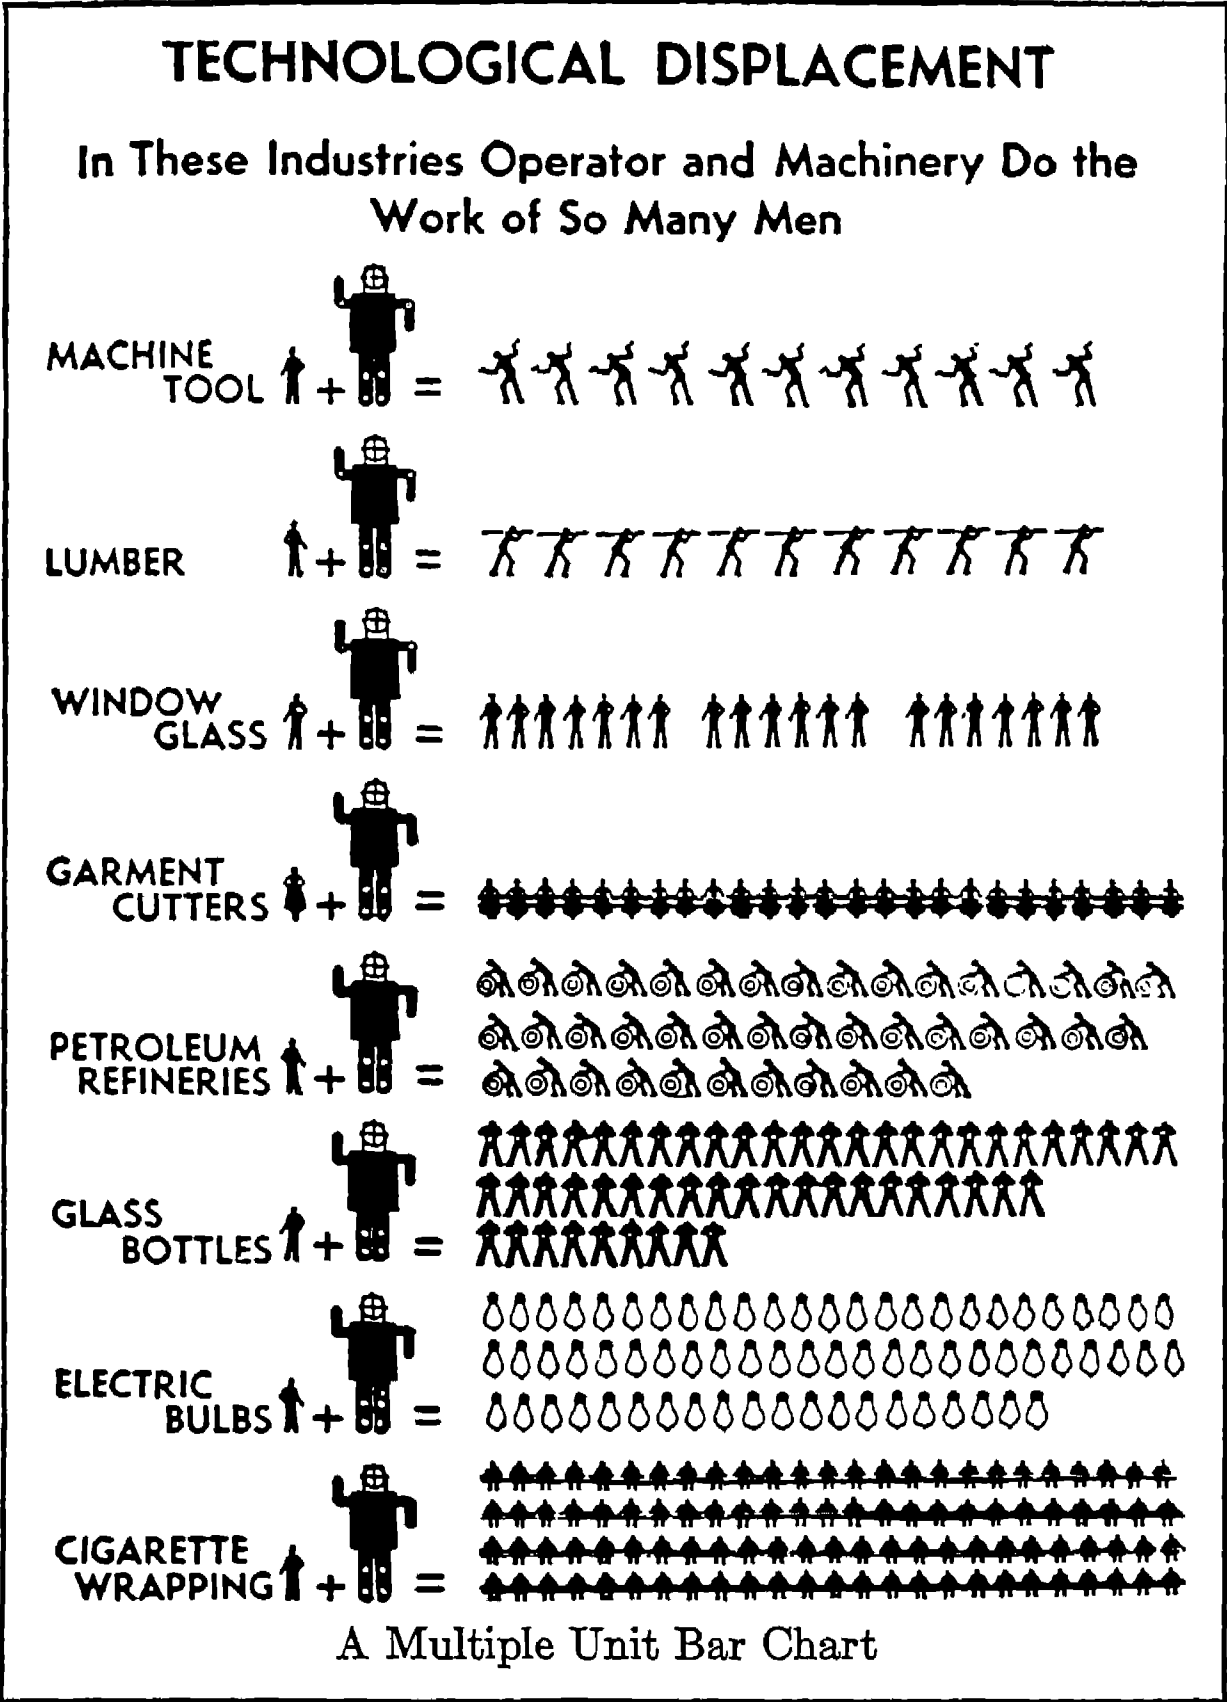 TECHNOLOGICAL DISPLACEMENT
In These Industries Operator and Machinery Do the
Work of So Many Men
MACHINE
TOOL + =
LUMBER + =
WINDOW
GLASS + =
GARMENT
CUTTERS + =
PETROLEUM
REFINERIES + =
GLASS
BOTTLES + =
ELECTRIC
BULBS + =
CIGARETTE
WRAPPING + =
A Multiple Unit Bar Chart